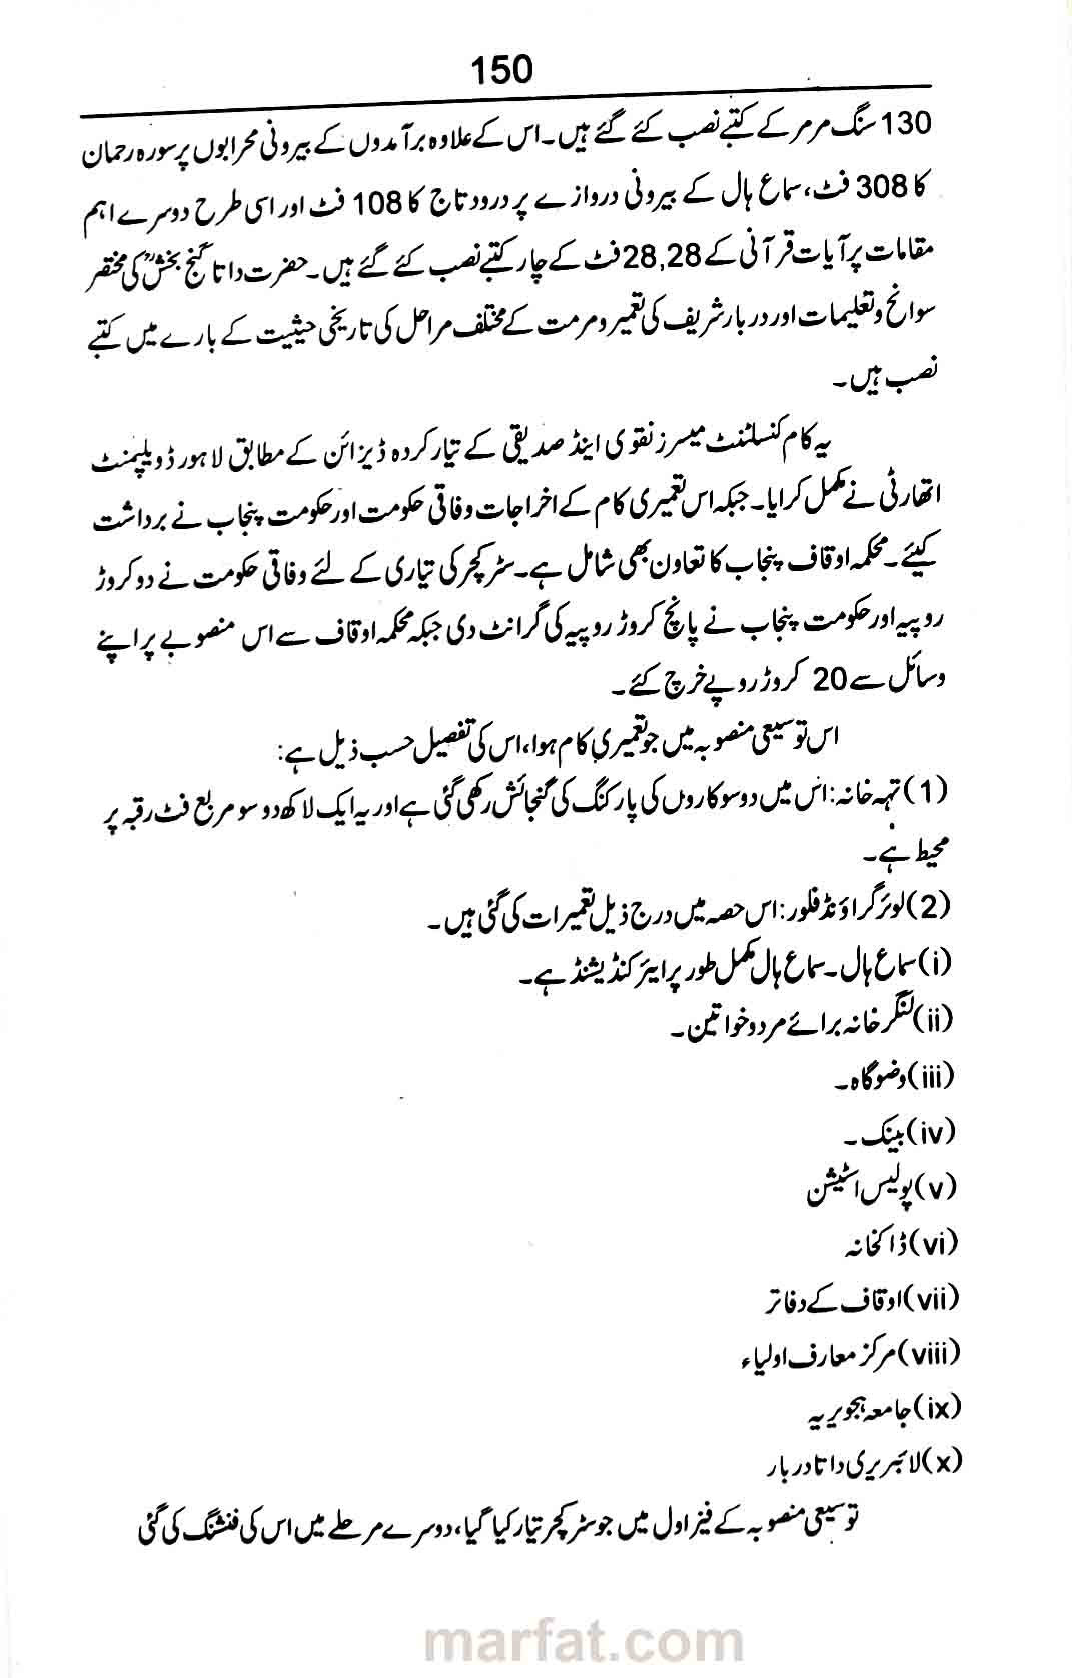 150
130 سنگ مرمر کے کتبے نصب کئے گئے ہیں۔ اس کے علاوہ برآمدوں کے بیرونی محرابوں پر سورہ رحمان
کا 308 فٹ، سماع ہال کے بیرونی دروازے پر درود تاج کا 108 فٹ اور اسی طرح دوسرے اہم
مقامات پر آیات قرآنی کے 28,28 فٹ کے چار کتبے نصب کئے گئے ہیں۔ حضرت داتا گنج بخشؒ کی مختصر
سوانح و تعلیمات اور دربار شریف کی تعمیر و مرمت کے مختلف مراحل کی تاریخی حیثیت کے بارے میں کتبے
نصب ہیں۔
یہ کام کنسلٹنٹ میسرز نقوی اینڈ صدیقی کے تیار کردہ ڈیزائن کے مطابق لاہور ڈویلپمنٹ
اتھارٹی نے مکمل کرایا۔ جبکہ اس تعمیری کام کے اخراجات وفاقی حکومت اور حکومت پنجاب نے برداشت
کیئے۔ محکمہ اوقاف پنجاب کا تعاون بھی شامل ہے۔ سٹرکچر کی تیاری کے لئے وفاقی حکومت نے دو کروڑ
روپیہ اور حکومت پنجاب نے پانچ کروڑ روپیہ کی گرانٹ دی جبکہ محکمہ اوقاف سے اس منصوبے پر اپنے
وسائل سے 20 کروڑ روپے خرچ کئے۔
اس توسیعی منصوبہ میں جو تعمیری کام ہوا، اس کی تفصیل حسب ذیل ہے:
(1) تہہ خانہ: اس میں دو سو کاروں کی پارکنگ کی گنجائش رکھی گئی ہے اور یہ ایک لاکھ دو سو مربع فٹ رقبہ پر
محیط ہے۔
(2) لوئر گراؤنڈ فلور: اس حصہ میں درج ذیل تعمیرات کی گئی ہیں۔
(i) سماع ہال۔ سماع ہال مکمل طور پر ایئر کنڈیشنڈ ہے۔
(ii) لنگر خانہ برائے مرد و خواتین۔
(iii) وضو گاہ۔
(iv) بینک۔
(v) پولیس اسٹیشن
(vi) ڈاکخانہ
(vii) اوقاف کے دفاتر
(viii) مرکز معارف اولیاء
(ix) جامعہ ہجویریہ
(x) لائبریری داتا دربار
توسیعی منصوبہ کے فیز اول میں جو سٹرکچر تیار کیا گیا، دوسرے مرحلے میں اس کی فنشنگ کی گئی
marfat.com